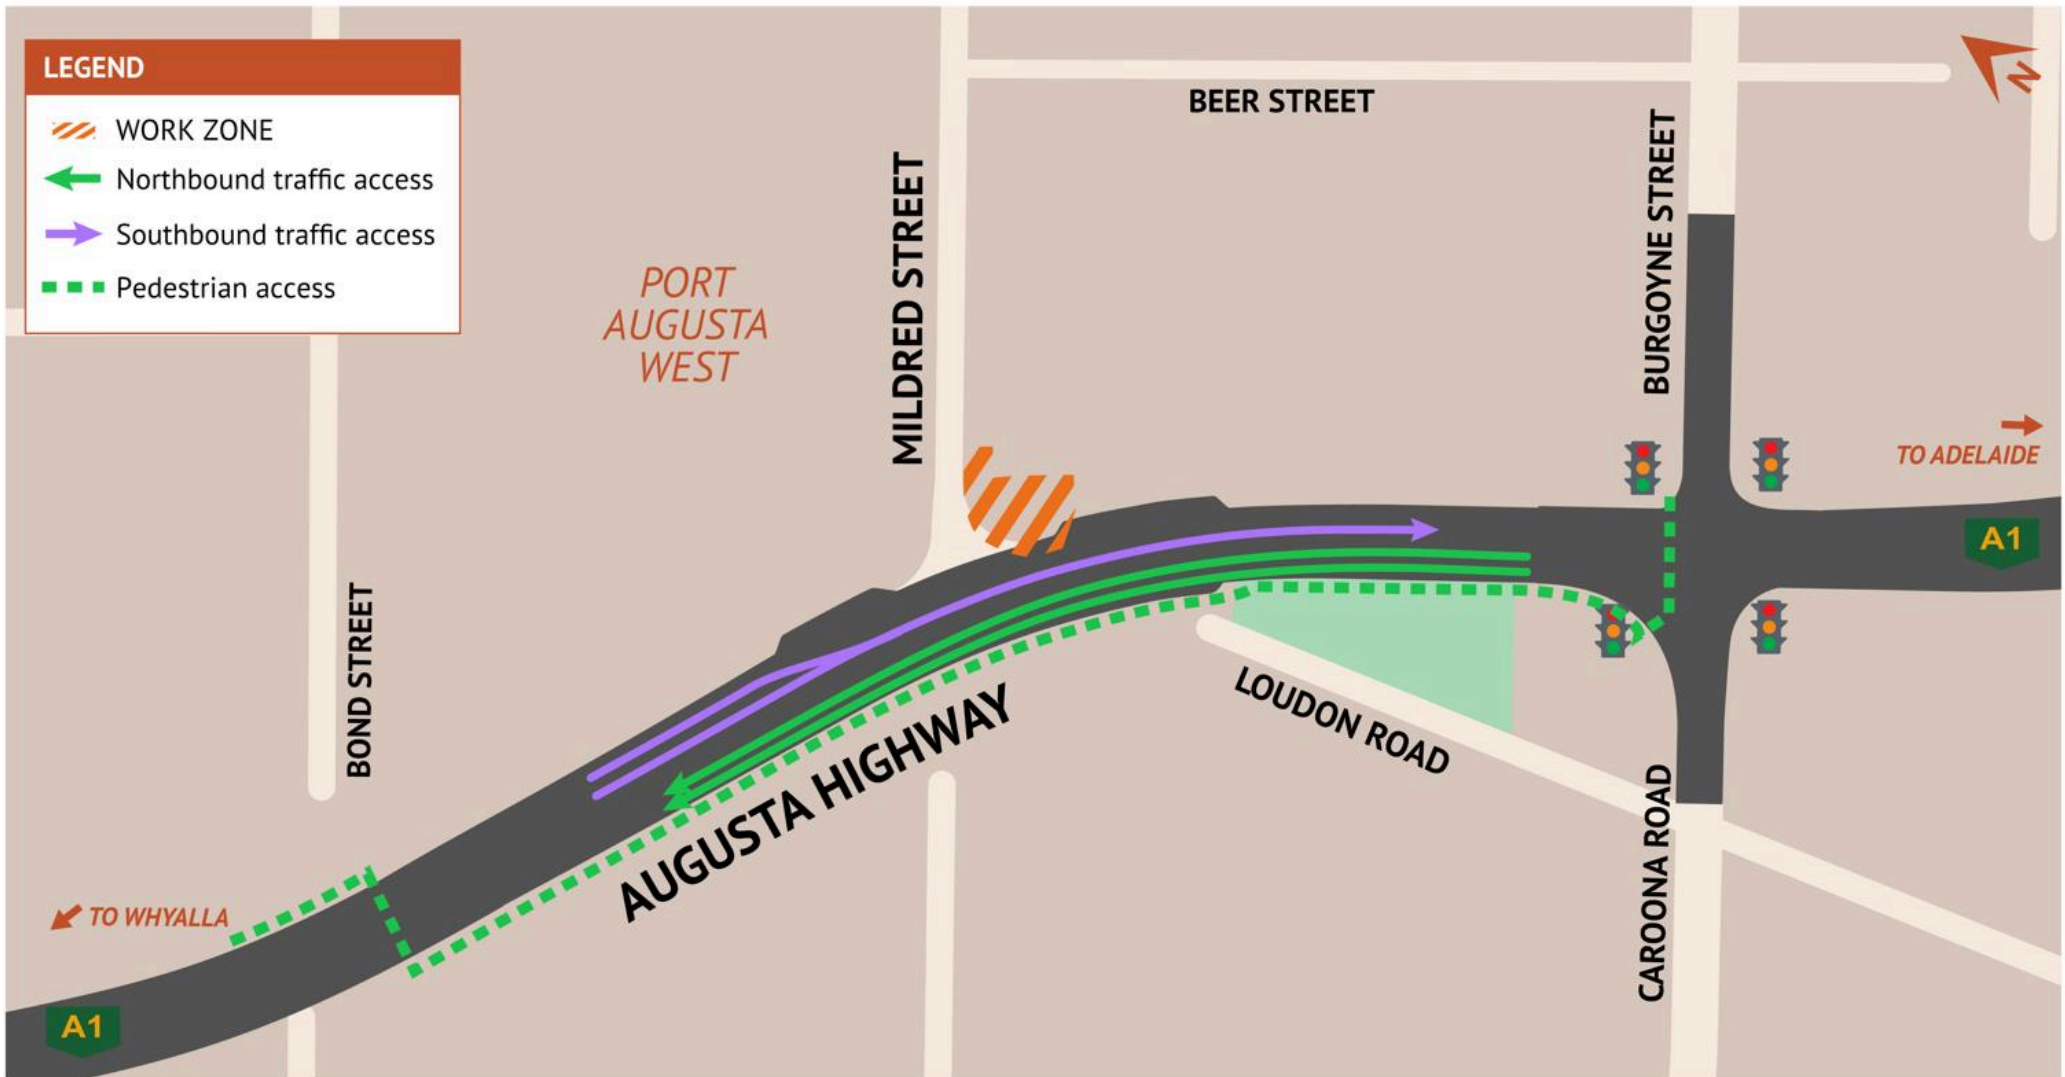 LEGEND
WORK ZONE
Northbound traffic access
Southbound traffic access
Pedestrian access
N
BEER STREET
PORT
AUGUSTA
WEST
MILDRED STREET
BURGOYNE STREET
TO ADELAIDE
A1
BOND STREET
LOUDON ROAD
AUGUSTA HIGHWAY
CAROONA ROAD
TO WHYALLA
A1